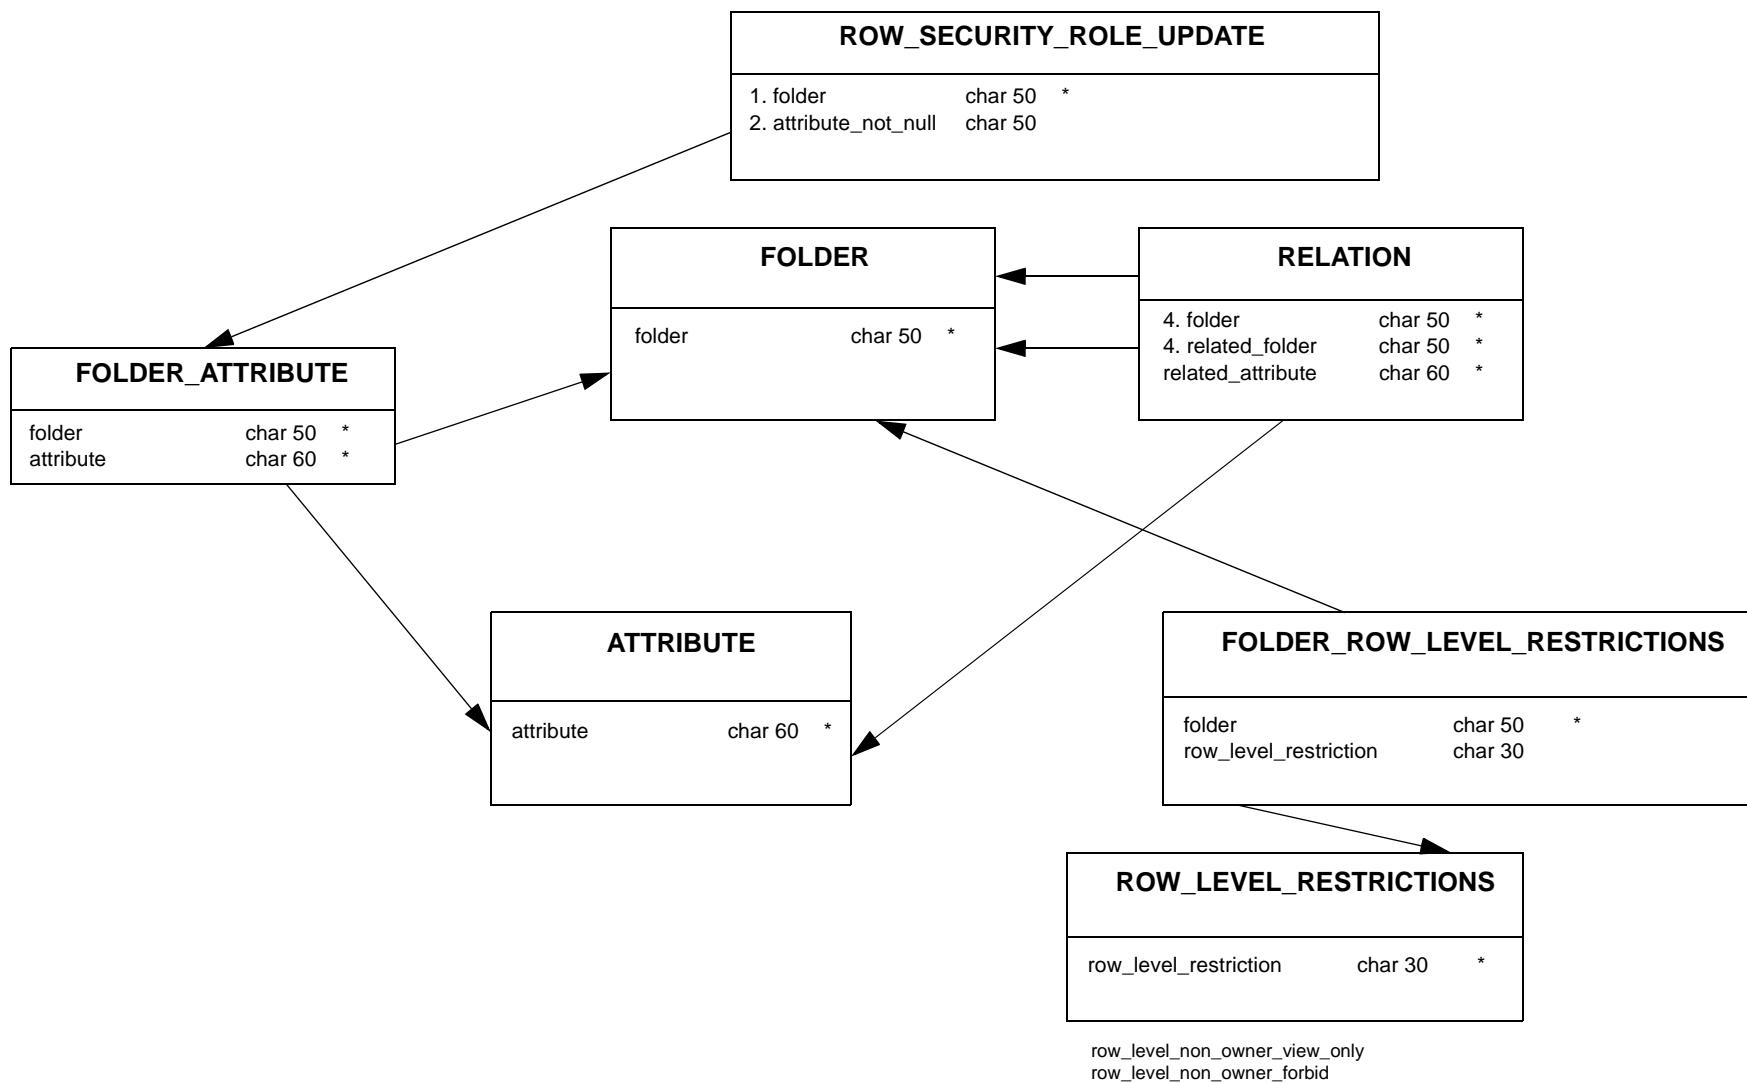 ROW_SECURITY_ROLE_UPDATE
1. folder char 50 *
2. attribute_not_null char 50
FOLDER
folder char 50 *
RELATION
4. folder char 50 *
4. related_folder char 50 *
related_attribute char 60 *
FOLDER_ATTRIBUTE
folder char 50 *
attribute char 60 *
ATTRIBUTE
attribute char 60 *
FOLDER_ROW_LEVEL_RESTRICTIONS
folder char 50 *
row_level_restriction char 30
ROW_LEVEL_RESTRICTIONS
row_level_restriction char 30 *
row_level_non_owner_view_only
row_level_non_owner_forbid